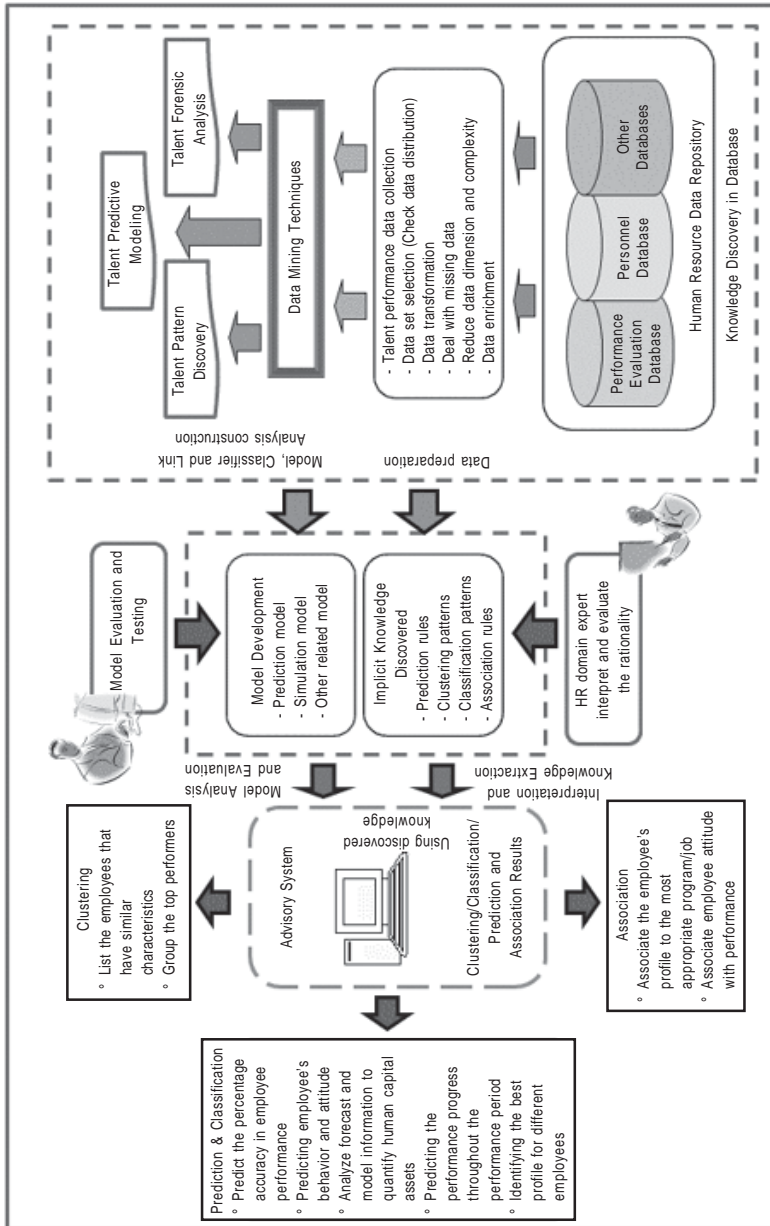 Talent Pattern
Discovery
Talent Predictive
Modeling
Talent Forensic
Analysis
Data Mining Techniques
Model, Classifier and Link
Analysis construction
- Talent performance data collection
- Data set selection (Check data distribution)
- Data transformation
- Deal with missing data
- Reduce data dimension and complexity
- Data enrichment
Data preparation
Performance
Evaluation
Database
Personnel
Database
Other
Databases
Human Resource Data Repository
Knowledge Discovery in Database
Model Evaluation and
Testing
Model Development
- Prediction model
- Simulation model
- Other related model
Implicit Knowledge
Discovered
- Prediction rules
- Clustering patterns
- Classification patterns
- Association rules
HR domain expert
interpret and evaluate
the rationality
Model Analysis
and Evaluation
Interpretation and
Knowledge Extraction
Clustering
° List the employees that
have similar
characteristics
° Group the top performers
Advisory System
Using discovered
knowledge
Clustering/Classification/
Prediction and
Association Results
Association
° Associate the employee's
profile to the most
appropriate program/job
° Associate employee attitude
with performance
Prediction & Classification
° Predict the percentage
accuracy in employee
performance
° Predicting employee's
behavior and attitude
° Analyze forecast and
model information to
quantify human capital
assets
° Predicting the
performance progress
throughout the
performance period
° Identifying the best
profile for different
employees